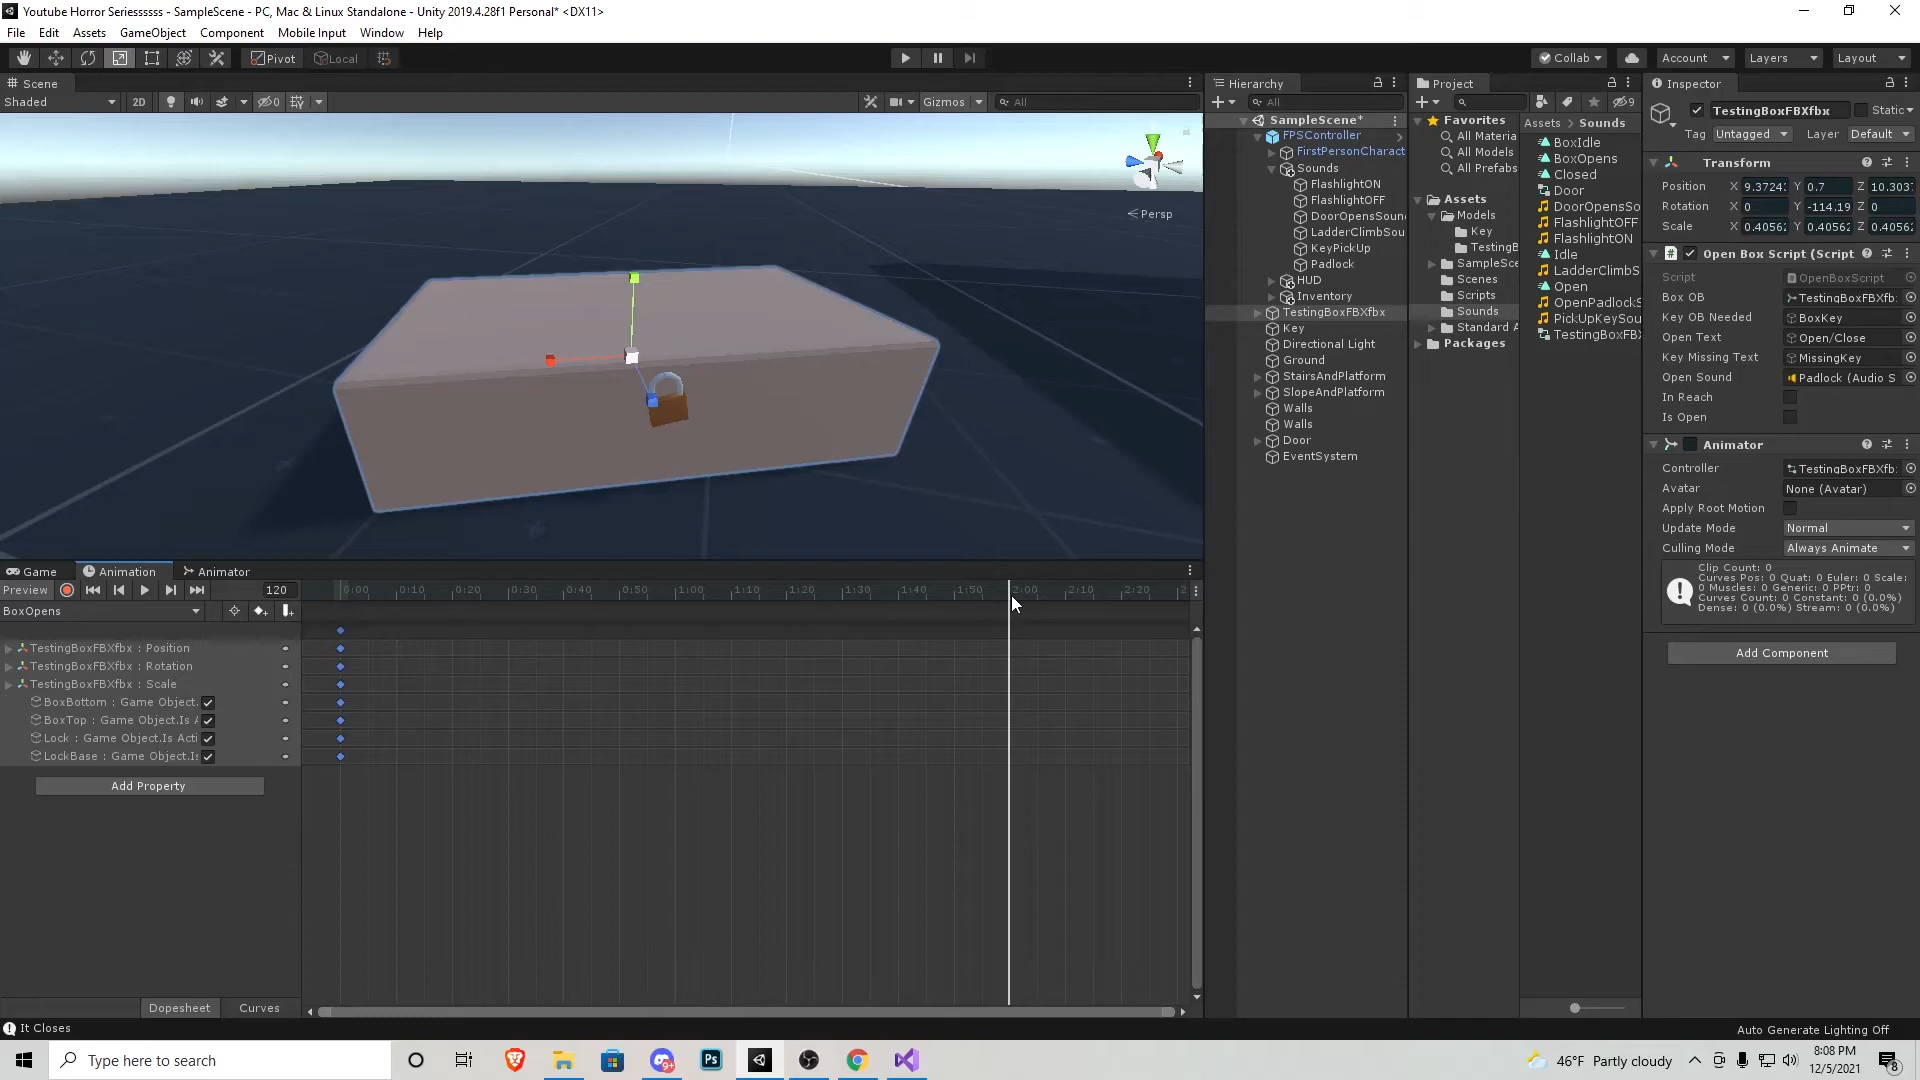 Youtube Horror Seriesssss - SampleScene - PC, Mac & Linux Standalone - Unity 2019.4.28f1 Personal* <DX11>
File Edit Assets GameObject Component Mobile Input Window Help
Pivot Local
Collab Account Layers Layout
Scene
Shaded 2D 0 Gizmos All
Persp
Hierarchy
All
SampleScene*
FPSController
FirstPersonCharact
Sounds
FlashlightON
FlashlightOFF
DoorOpensSoun
LadderClimbSou
KeyPickUp
Padlock
HUD
Inventory
TestingBoxFBXfbx
Key
Directional Light
Ground
StairsAndPlatform
SlopeAndPlatform
Walls
Walls
Door
EventSystem
Project
9
Favorites
All Materia
All Models
All Prefabs
Assets
Models
Key
TestingB
SampleSce
Scenes
Scripts
Sounds
Standard A
Packages
Assets > Sounds
BoxIdle
BoxOpens
Closed
Door
DoorOpensSo
FlashlightOFF
FlashlightON
Idle
LadderClimbS
Open
OpenPadlockS
PickUpKeySou
TestingBoxFBX
Inspector
TestingBoxFBXfbx Static
Tag Untagged Layer Default
Transform
Position X 9.3724 Y 0.7 Z 10.303
Rotation X 0 Y -114.19 Z 0
Scale X 0.40562 Y 0.40562 Z 0.40562
Open Box Script (Script
Script OpenBoxScript
Box OB TestingBoxFBXfb
Key OB Needed BoxKey
Open Text Open/Close
Key Missing Text MissingKey
Open Sound Padlock (Audio S
In Reach
Is Open
Animator
Controller TestingBoxFBXfb
Avatar None (Avatar)
Apply Root Motion
Update Mode Normal
Culling Mode Always Animate
Clip Count: 0
Curves Pos: 0 Quat: 0 Euler: 0 Scale:
0 Muscles: 0 Generic: 0 PPtr: 0
Curves Count: 0 Constant: 0 (0.0%)
Dense: 0 (0.0%) Stream: 0 (0.0%)
Add Component
Game Animation Animator
Preview 120 0:00 0:10 0:20 0:30 0:40 0:50 1:00 1:10 1:20 1:30 1:40 1:50 2:00 2:10 2:20 2
BoxOpens
TestingBoxFBXfbx : Position
TestingBoxFBXfbx : Rotation
TestingBoxFBXfbx : Scale
BoxBottom : Game Object.
BoxTop : Game Object.Is A
Lock : Game Object.Is Acti
LockBase : Game Object.Is
Add Property
Dopesheet Curves
It Closes
Auto Generate Lighting Off
Type here to search
9+
Ps
46°F Partly cloudy
8:08 PM
12/5/2021
8